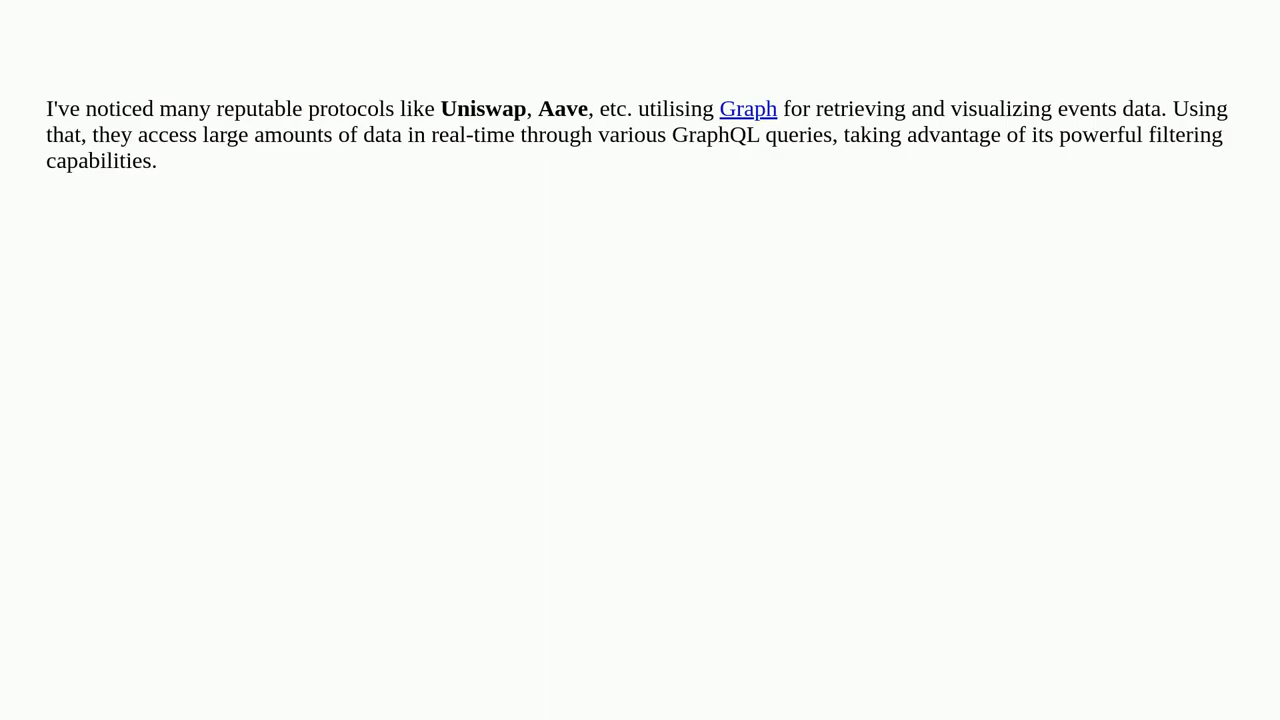 I've noticed many reputable protocols like Uniswap, Aave, etc. utilising Graph for retrieving and visualizing events data. Using
that, they access large amounts of data in real-time through various GraphQL queries, taking advantage of its powerful filtering
capabilities.